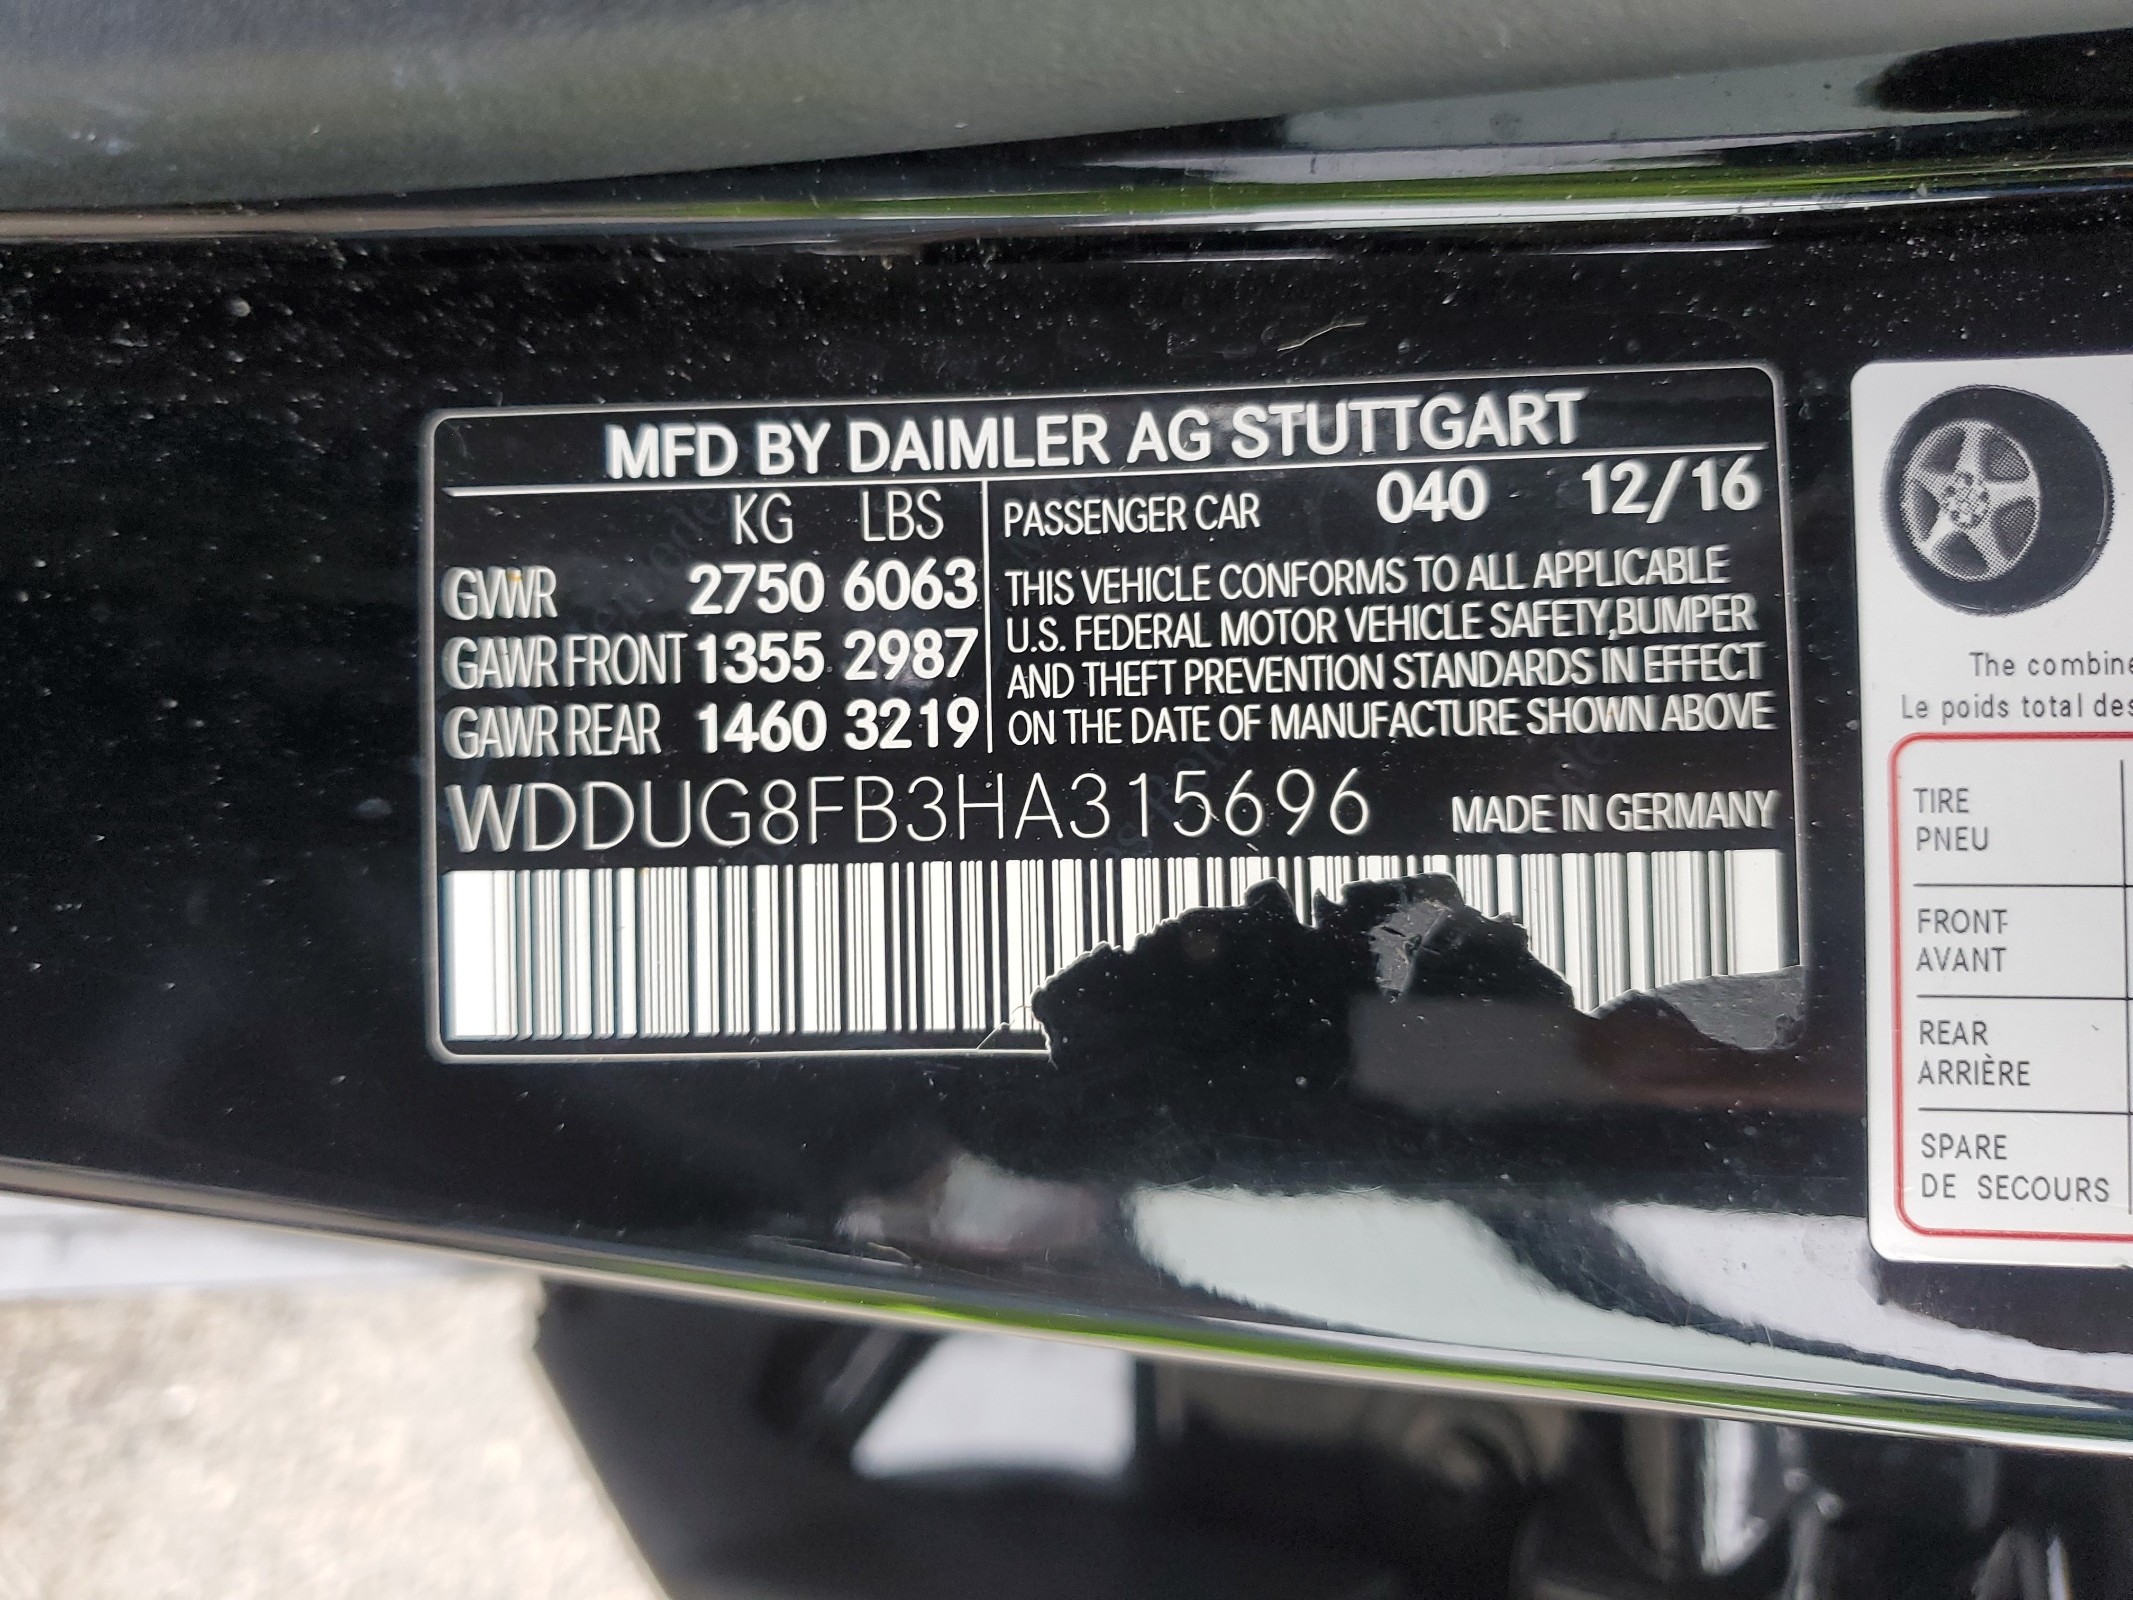 MFD BY DAIMLER AG STUTTGART
KG LBS
GVWR 2750 6063
GAWR FRONT 1355 2987
GAWR REAR 1460 3219
PASSENGER CAR 040 12/16
THIS VEHICLE CONFORMS TO ALL APPLICABLE
U.S. FEDERAL MOTOR VEHICLE SAFETY,BUMPER
AND THEFT PREVENTION STANDARDS IN EFFECT
ON THE DATE OF MANUFACTURE SHOWN ABOVE
WDDUG8FB3HA315696 MADE IN GERMANY
The combine
Le poids total des
TIRE
PNEU
FRONT
AVANT
REAR
ARRIÈRE
SPARE
DE SECOURS